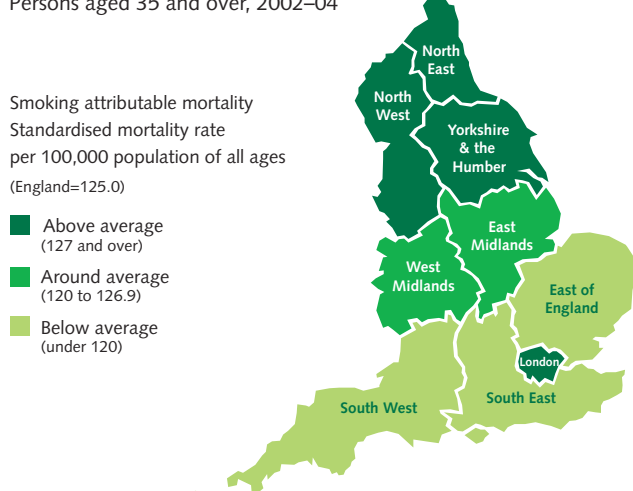 Persons aged 35 and over, 2002–04
Smoking attributable mortality
Standardised mortality rate
per 100,000 population of all ages
(England=125.0)
Above average
(127 and over)
Around average
(120 to 126.9)
Below average
(under 120)
North
East
North
West
Yorkshire
& the
Humber
East
Midlands
West
Midlands
East of
England
London
South East
South West